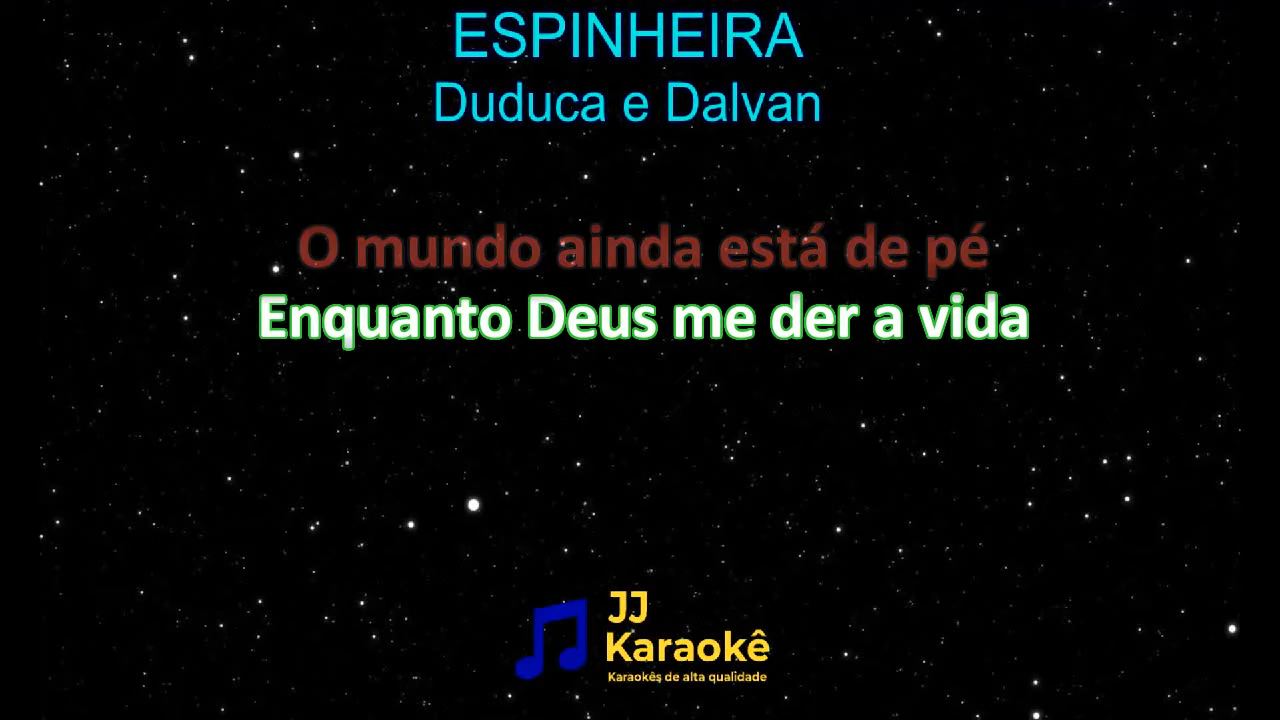 ESPINHEIRA
Duduca e Dalvan
O mundo ainda está de pé
Enquanto Deus me der a vida
JJ
Karaokê
Karaokês de alta qualidade